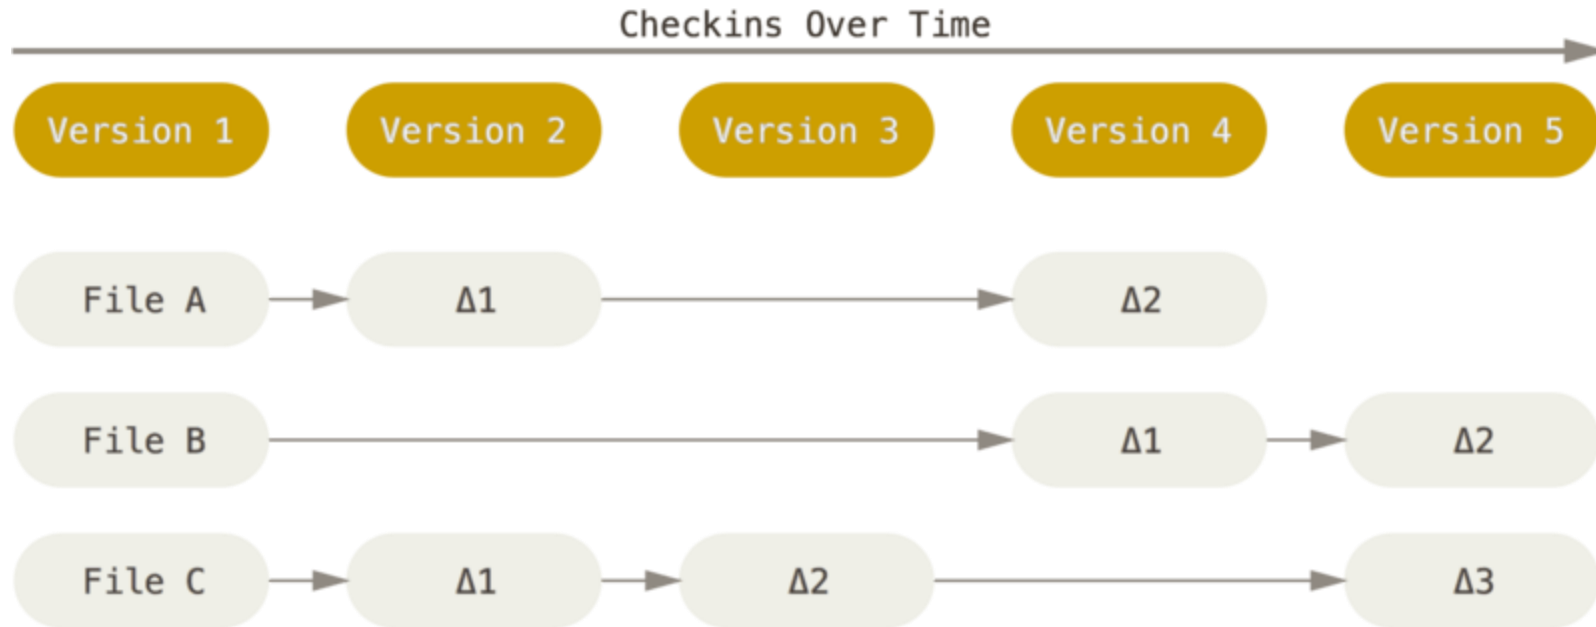 Checkins Over Time
Version 1 Version 2 Version 3 Version 4 Version 5
File A Δ1 Δ2
File B Δ1 Δ2
File C Δ1 Δ2 Δ3